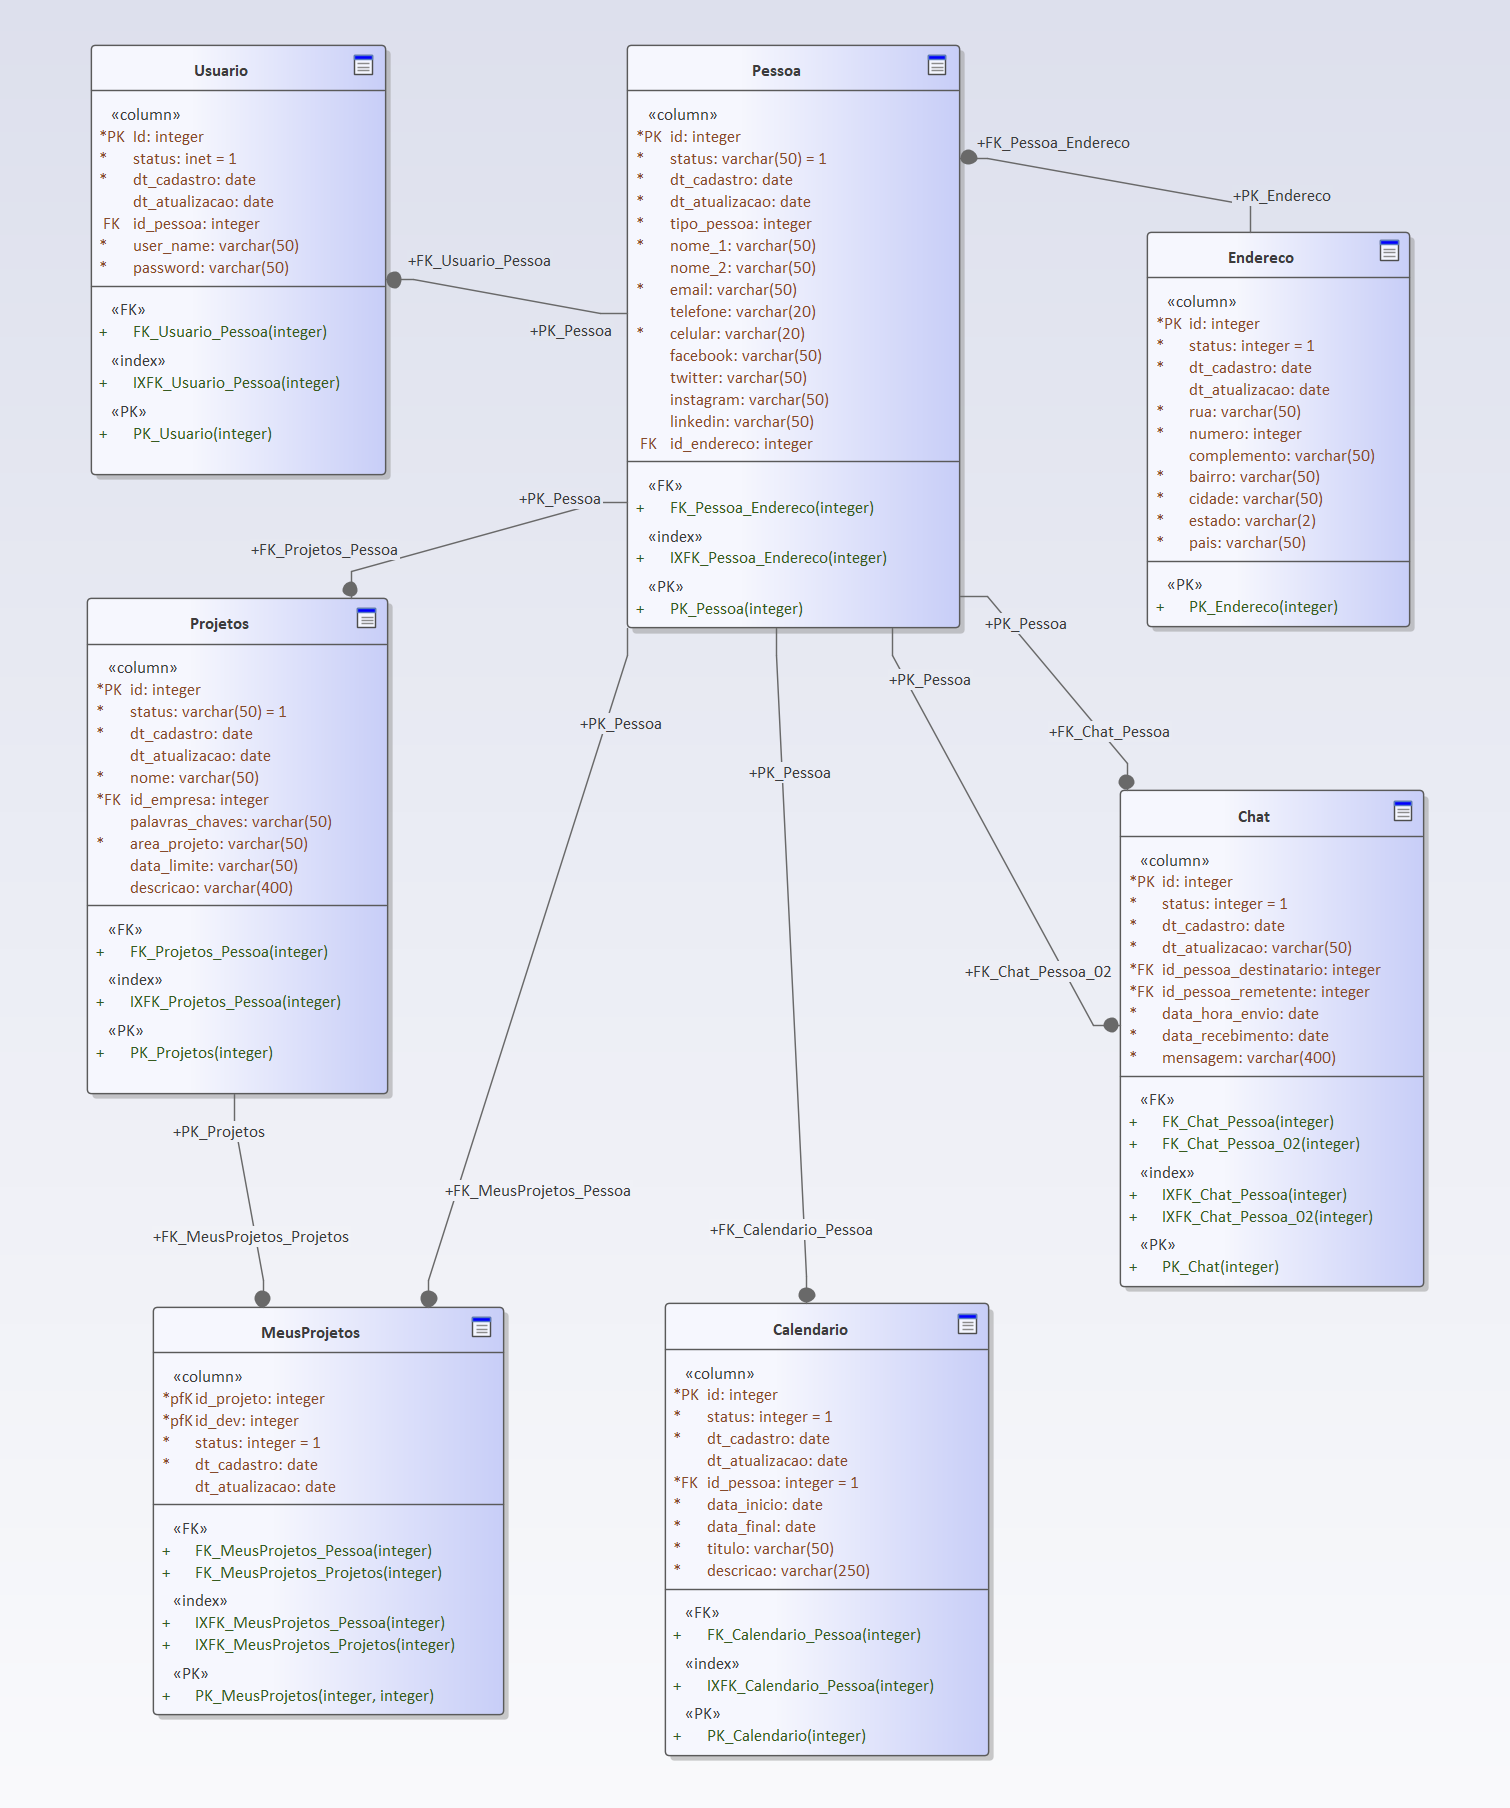 Usuario
«column»
*PK Id: integer
* status: inet = 1
* dt_cadastro: date
dt_atualizacao: date
FK id_pessoa: integer
* user_name: varchar(50)
* password: varchar(50)
«FK»
+ FK_Usuario_Pessoa(integer)
«index»
+ IXFK_Usuario_Pessoa(integer)
«PK»
+ PK_Usuario(integer)
+FK_Usuario_Pessoa
+PK_Pessoa
Pessoa
«column»
*PK id: integer
* status: varchar(50) = 1
* dt_cadastro: date
* dt_atualizacao: date
* tipo_pessoa: integer
* nome_1: varchar(50)
nome_2: varchar(50)
* email: varchar(50)
telefone: varchar(20)
* celular: varchar(20)
facebook: varchar(50)
twitter: varchar(50)
instagram: varchar(50)
linkedin: varchar(50)
FK id_endereco: integer
«FK»
+ FK_Pessoa_Endereco(integer)
«index»
+ IXFK_Pessoa_Endereco(integer)
«PK»
+ PK_Pessoa(integer)
+FK_Pessoa_Endereco
+PK_Endereco
Endereco
«column»
*PK id: integer
* status: integer = 1
* dt_cadastro: date
dt_atualizacao: date
* rua: varchar(50)
* numero: integer
complemento: varchar(50)
* bairro: varchar(50)
* cidade: varchar(50)
* estado: varchar(2)
* pais: varchar(50)
«PK»
+ PK_Endereco(integer)
+PK_Pessoa
+FK_Projetos_Pessoa
Projetos
«column»
*PK id: integer
* status: varchar(50) = 1
* dt_cadastro: date
dt_atualizacao: date
* nome: varchar(50)
*FK id_empresa: integer
palavras_chaves: varchar(50)
* area_projeto: varchar(50)
data_limite: varchar(50)
descricao: varchar(400)
«FK»
+ FK_Projetos_Pessoa(integer)
«index»
+ IXFK_Projetos_Pessoa(integer)
«PK»
+ PK_Projetos(integer)
+PK_Pessoa
+PK_Pessoa
+PK_Pessoa
+PK_Pessoa
+FK_Chat_Pessoa
+FK_Chat_Pessoa_02
Chat
«column»
*PK id: integer
* status: integer = 1
* dt_cadastro: date
* dt_atualizacao: varchar(50)
*FK id_pessoa_destinatario: integer
*FK id_pessoa_remetente: integer
* data_hora_envio: date
* data_recebimento: date
* mensagem: varchar(400)
«FK»
+ FK_Chat_Pessoa(integer)
+ FK_Chat_Pessoa_02(integer)
«index»
+ IXFK_Chat_Pessoa(integer)
+ IXFK_Chat_Pessoa_02(integer)
«PK»
+ PK_Chat(integer)
+PK_Projetos
+FK_MeusProjetos_Projetos
+FK_MeusProjetos_Pessoa
+FK_Calendario_Pessoa
MeusProjetos
«column»
*pfK id_projeto: integer
*pfK id_dev: integer
* status: integer = 1
* dt_cadastro: date
dt_atualizacao: date
«FK»
+ FK_MeusProjetos_Pessoa(integer)
+ FK_MeusProjetos_Projetos(integer)
«index»
+ IXFK_MeusProjetos_Pessoa(integer)
+ IXFK_MeusProjetos_Projetos(integer)
«PK»
+ PK_MeusProjetos(integer, integer)
Calendario
«column»
*PK id: integer
* status: integer = 1
* dt_cadastro: date
dt_atualizacao: date
*FK id_pessoa: integer = 1
* data_inicio: date
* data_final: date
* titulo: varchar(50)
* descricao: varchar(250)
«FK»
+ FK_Calendario_Pessoa(integer)
«index»
+ IXFK_Calendario_Pessoa(integer)
«PK»
+ PK_Calendario(integer)